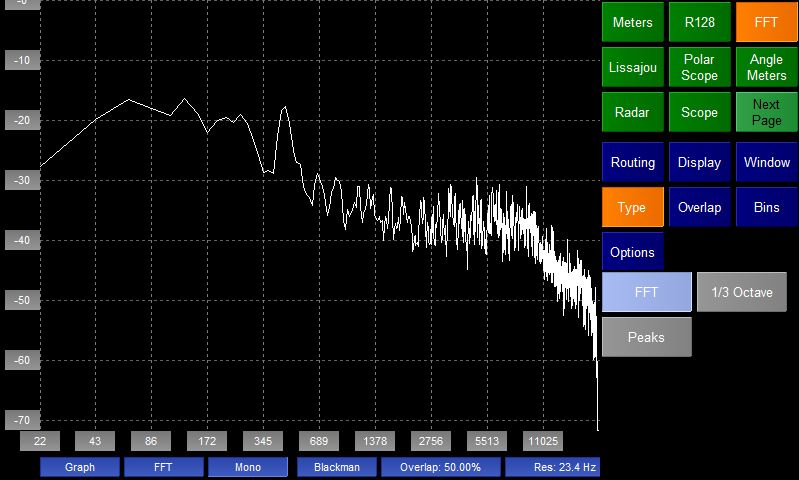 -0
-10
-20
-30
-40
-50
-60
-70
22 43 86 172 345 689 1378 2756 5513 11025
Graph FFT Mono Blackman Overlap: 50.00% Res: 23.4 Hz
Meters R128 FFT
Lissajou Polar Scope Angle Meters
Radar Scope Next Page
Routing Display Window
Type Overlap Bins
Options
FFT 1/3 Octave
Peaks